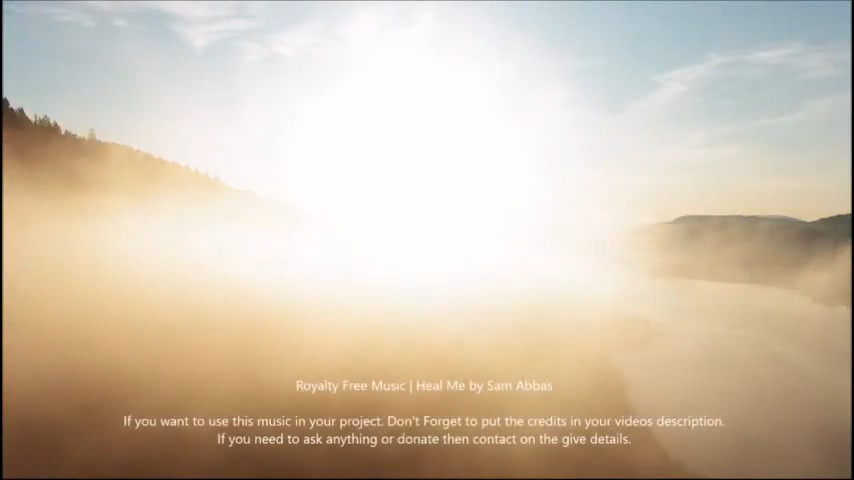 Royalty Free Music | Heal Me by Sam Abbas
If you want to use this music in your project. Don't Forget to put the credits in your videos description.
If you need to ask anything or donate then contact on the give details.